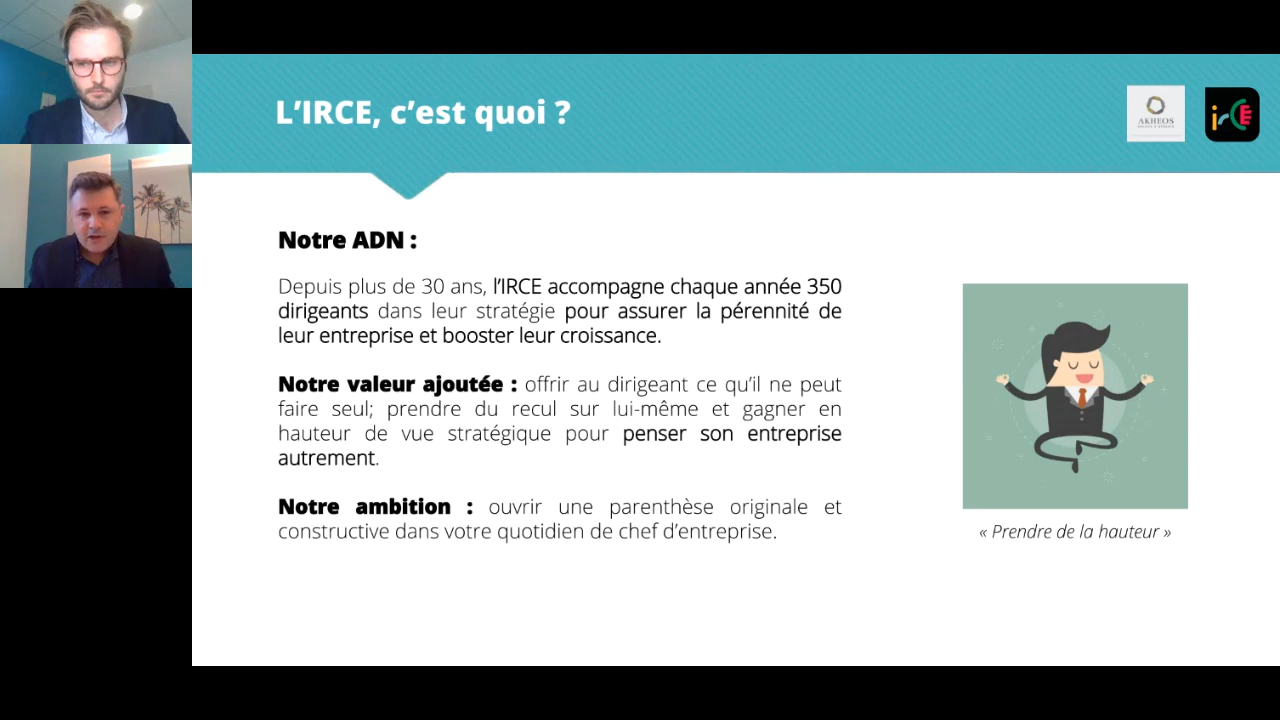 L'IRCE, c'est quoi ?
AKHEOS
irCE
Notre ADN :
Depuis plus de 30 ans, l'IRCE accompagne chaque année 350
dirigeants dans leur stratégie pour assurer la pérennité de
leur entreprise et booster leur croissance.
Notre valeur ajoutée : offrir au dirigeant ce qu'il ne peut
faire seul; prendre du recul sur lui-même et gagner en
hauteur de vue stratégique pour penser son entreprise
autrement.
Notre ambition : ouvrir une parenthèse originale et
constructive dans votre quotidien de chef d'entreprise.
« Prendre de la hauteur »